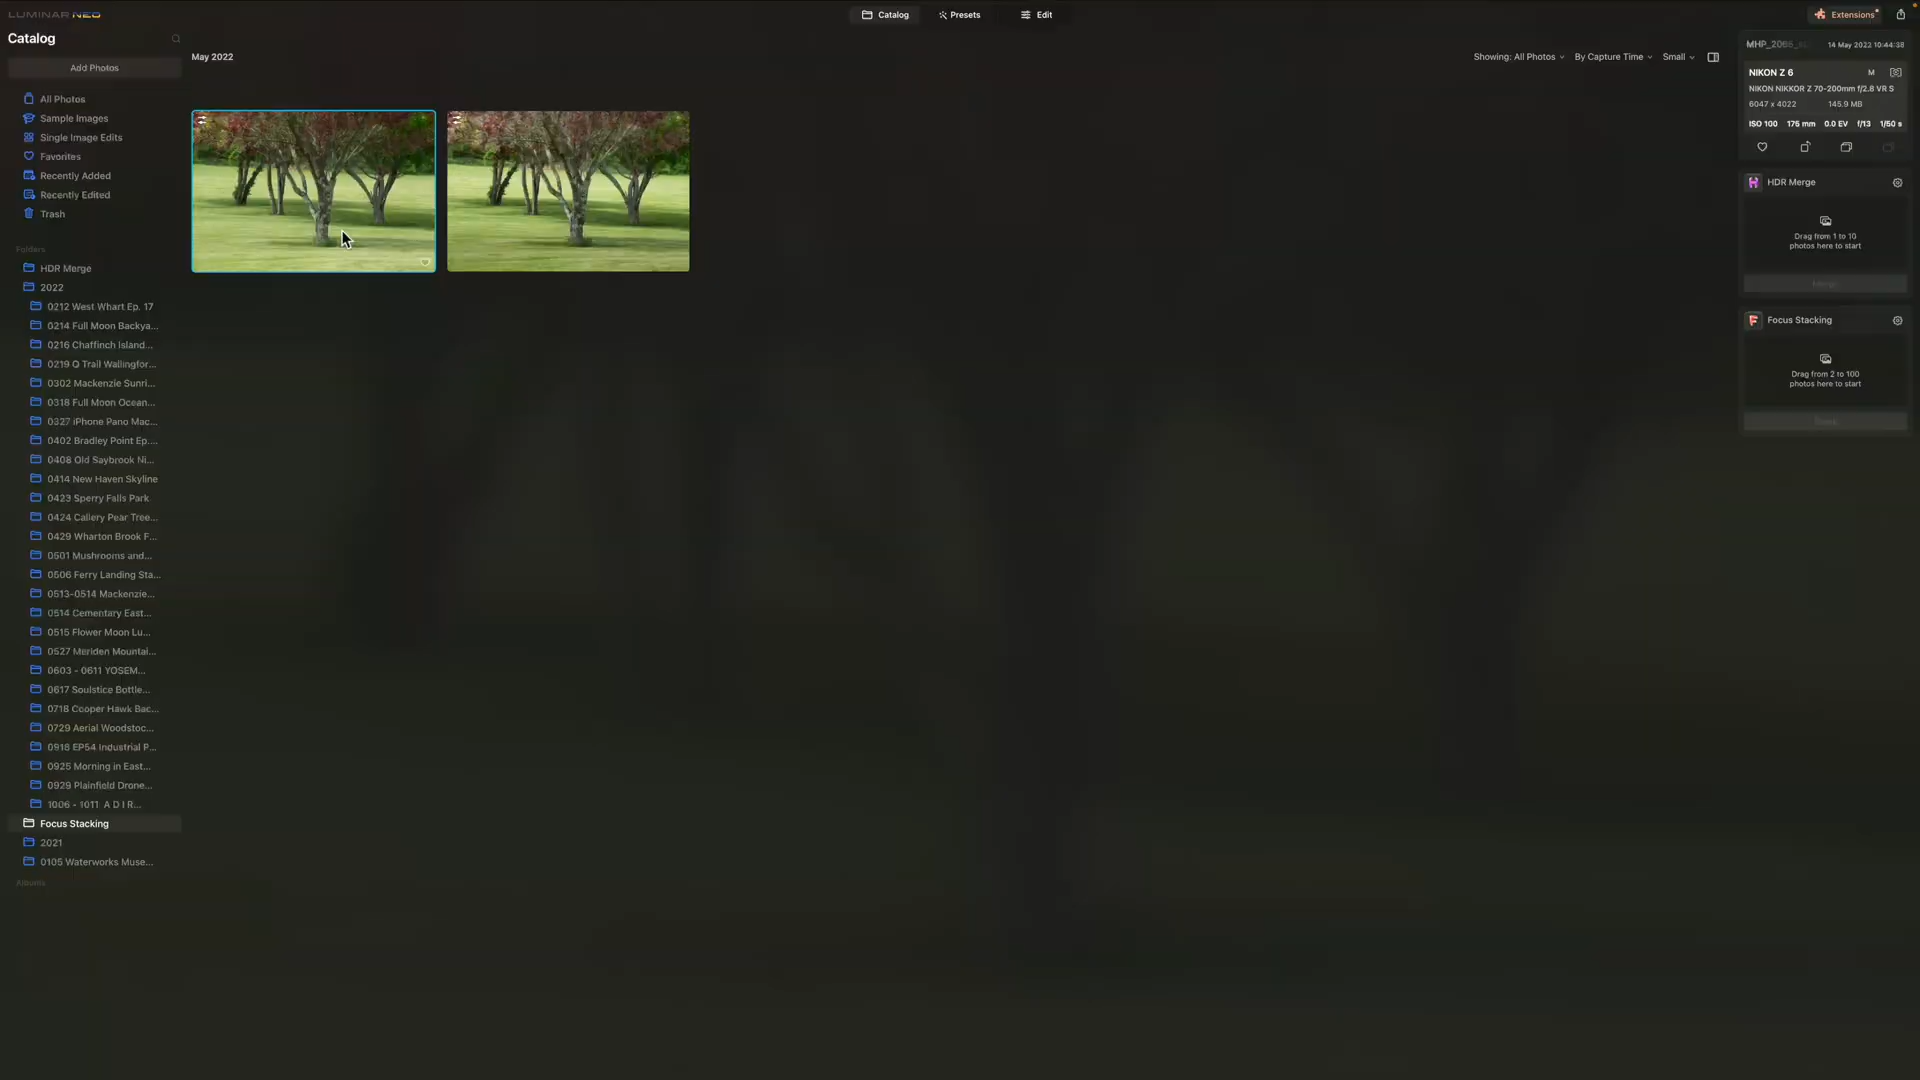 LUMINAR NEO
Catalog
Presets
Edit
Extensions
Catalog
Add Photos
All Photos
Sample Images
Single Image Edits
Favorites
Recently Added
Recently Edited
Trash
Folders
HDR Merge
2022
0212 West Whart Ep. 17
0214 Full Moon Backya...
0216 Chaffinch Island...
0219 Q Trail Wallingfor...
0302 Mackenzie Sunri...
0318 Full Moon Ocean...
0327 iPhone Pano Mac...
0402 Bradley Point Ep....
0408 Old Saybrook Ni...
0414 New Haven Skyline
0423 Sperry Falls Park
0424 Callery Pear Tree...
0429 Wharton Brook F...
0501 Mushrooms and...
0506 Ferry Landing Sta...
0513-0514 Mackenzie...
0514 Cementary East...
0515 Flower Moon Lu...
0527 Meriden Mountai...
0603 - 0611 YOSEM...
0617 Soulstice Bottle...
0718 Cooper Hawk Bac...
0729 Aerial Woodstoc...
0918 EP54 Industrial P...
0925 Morning in East...
0929 Plainfield Drone...
1006 - 1011 A D I R...
Focus Stacking
2021
0105 Waterworks Muse...
Albums
May 2022
Showing: All Photos
By Capture Time
Small
14 May 2022 10:44:38
NIKON Z 6
M
NIKON NIKKOR Z 70-200mm f/2.8 VR S
6047 x 4022
145.9 MB
ISO 100
175 mm
0.0 EV
f/13
1/50 s
HDR Merge
Drag from 1 to 10
photos here to start
Merge
Focus Stacking
Drag from 2 to 100
photos here to start